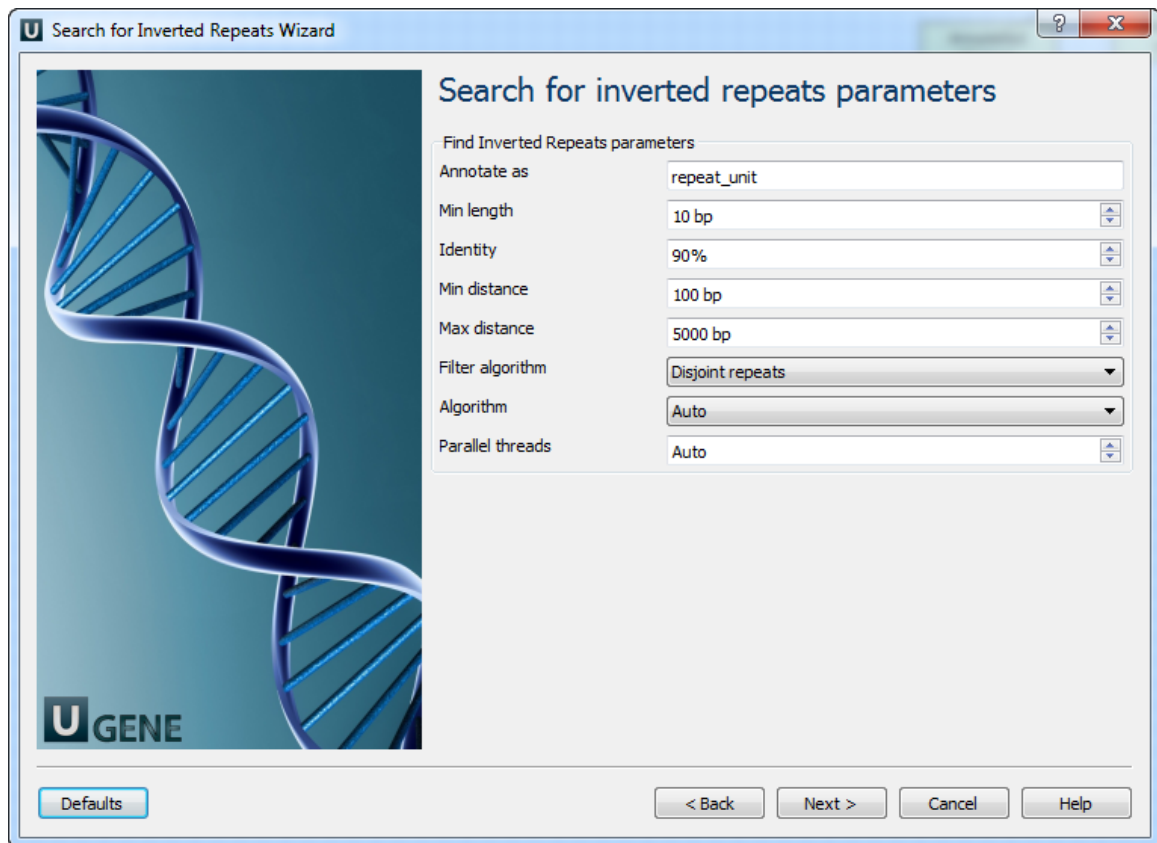 U Search for Inverted Repeats Wizard
?
Search for inverted repeats parameters
Find Inverted Repeats parameters
Annotate as repeat_unit
Min length 10 bp
Identity 90%
Min distance 100 bp
Max distance 5000 bp
Filter algorithm Disjoint repeats
Algorithm Auto
Parallel threads Auto
U GENE
Defaults < Back Next > Cancel Help